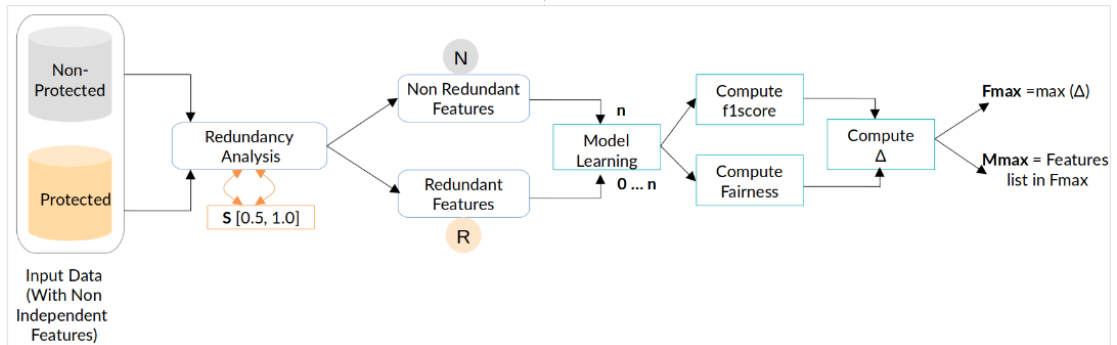 Non-
Protected
Protected
Input Data
(With Non
Independent
Features)
Redundancy
Analysis
S [0.5, 1.0]
N
Non Redundant
Features
Redundant
Features
R
n
Model
Learning
0 ... n
Compute
f1score
Compute
Fairness
Compute
Δ
Fmax =max (Δ)
Mmax = Features
list in Fmax